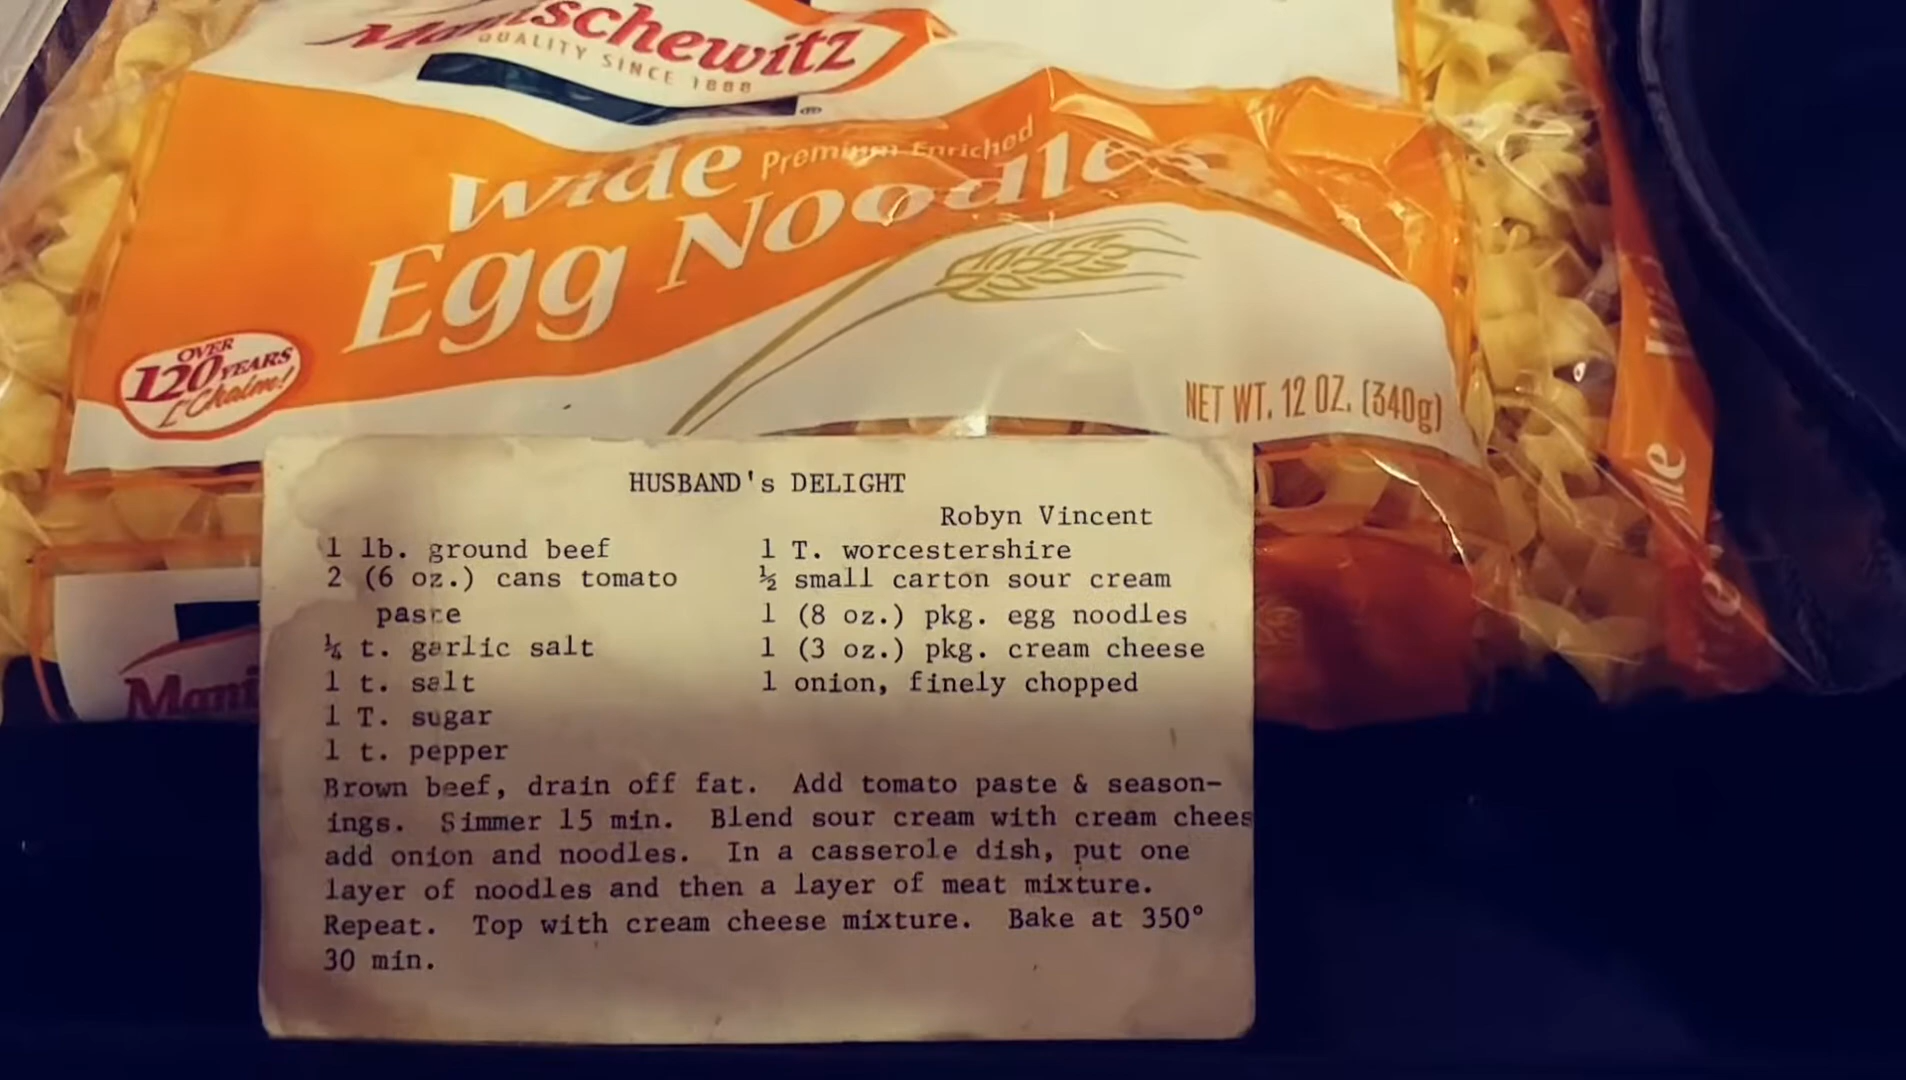 Manischewitz
QUALITY SINCE 1888
Wide Premium Enriched
Egg Noodles
OVER
120 YEARS
L'Chaim!
NET WT. 12 OZ. (340g)
Mani
HUSBAND's DELIGHT
Robyn Vincent
1 lb. ground beef
2 (6 oz.) cans tomato
paste
t. garlic salt
1 t. salt
1 T. sugar
1 t. pepper
1 T. worcestershire
½ small carton sour cream
1 (8 oz.) pkg. egg noodles
1 (3 oz.) pkg. cream cheese
1 onion, finely chopped
Brown beef, drain off fat. Add tomato paste & season-
ings. Simmer 15 min. Blend sour cream with cream chees
add onion and noodles. In a casserole dish, put one
layer of noodles and then a layer of meat mixture.
Repeat. Top with cream cheese mixture. Bake at 350°
30 min.